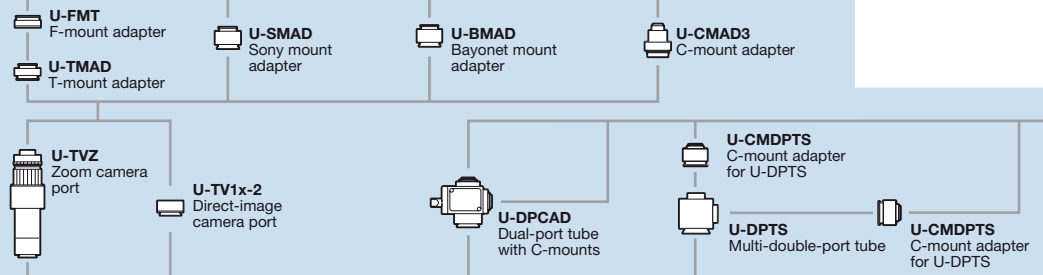 U-FMT
F-mount adapter
U-TMAD
T-mount adapter
U-SMAD
Sony mount
adapter
U-BMAD
Bayonet mount
adapter
U-CMAD3
C-mount adapter
U-TVZ
Zoom camera
port
U-TV1x-2
Direct-image
camera port
U-DPCAD
Dual-port tube
with C-mounts
U-CMDPTS
C-mount adapter
for U-DPTS
U-DPTS
Multi-double-port tube
U-CMDPTS
C-mount adapter
for U-DPTS